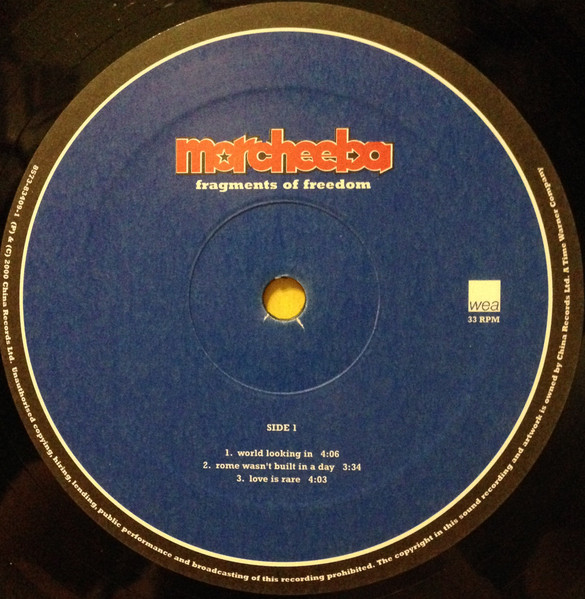 morcheeba
fragments of freedom
wea
33 RPM
SIDE 1
1. world looking in 4:06
2. rome wasn't built in a day 3:34
3. love is rare 4:03
8573-83409-1 (P) & (C) 2000 China Records Ltd. Unauthorised copying, hiring, lending, public performance and broadcasting of this recording prohibited. The copyright in this sound recording and artwork is owned by China Records Ltd. A Time Warner Company